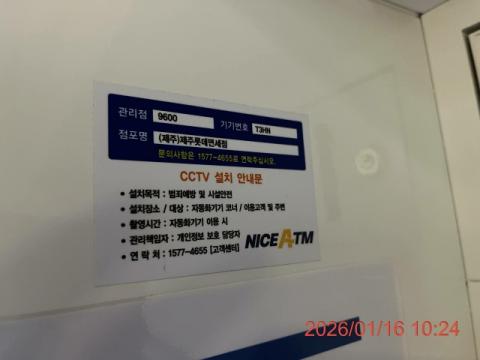 관리점 9600 기기번호 T3HN
점포명 (제주)제주롯데면세점
문의사항은 1577-4655로 연락주십시오.
CCTV 설치 안내문
• 설치목적 : 범죄예방 및 시설안전
• 설치장소 / 대상 : 자동화기기 코너 / 이용고객 및 주변
• 촬영시간 : 자동화기기 이용 시
• 관리책임자 : 개인정보 보호 담당자
• 연 락 처 : 1577-4655 [고객센터]
NICE ATM
2026/01/16 10:24